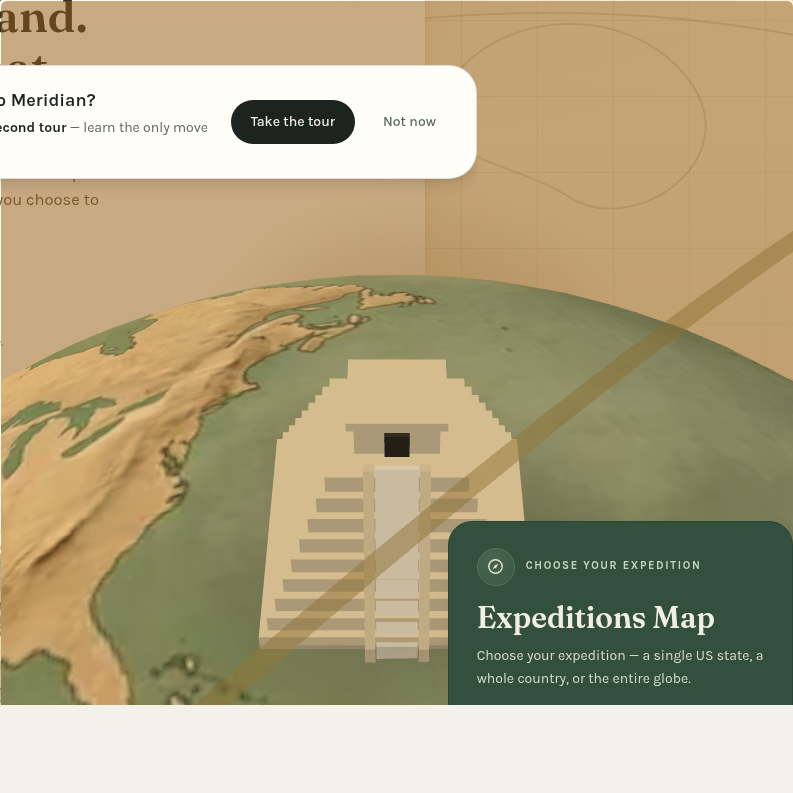 and.
Meridian?
econd tour — learn the only move
Take the tour
Not now
you choose to
CHOOSE YOUR EXPEDITION
Expeditions Map
Choose your expedition — a single US state, a
whole country, or the entire globe.